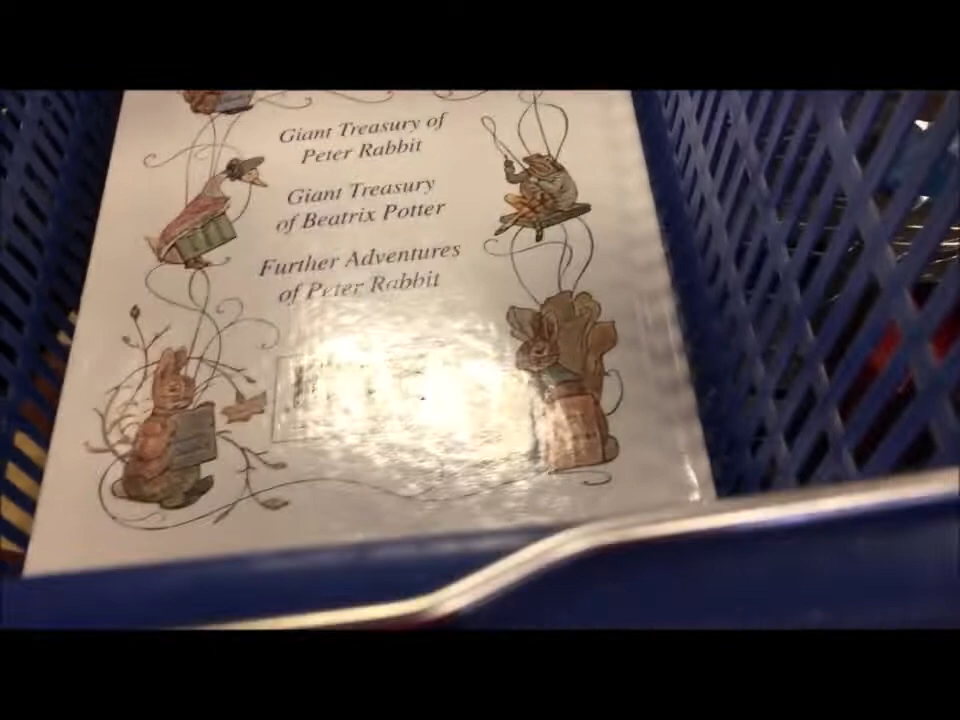 Giant Treasury of
Peter Rabbit
Giant Treasury
of Beatrix Potter
Further Adventures
of Peter Rabbit